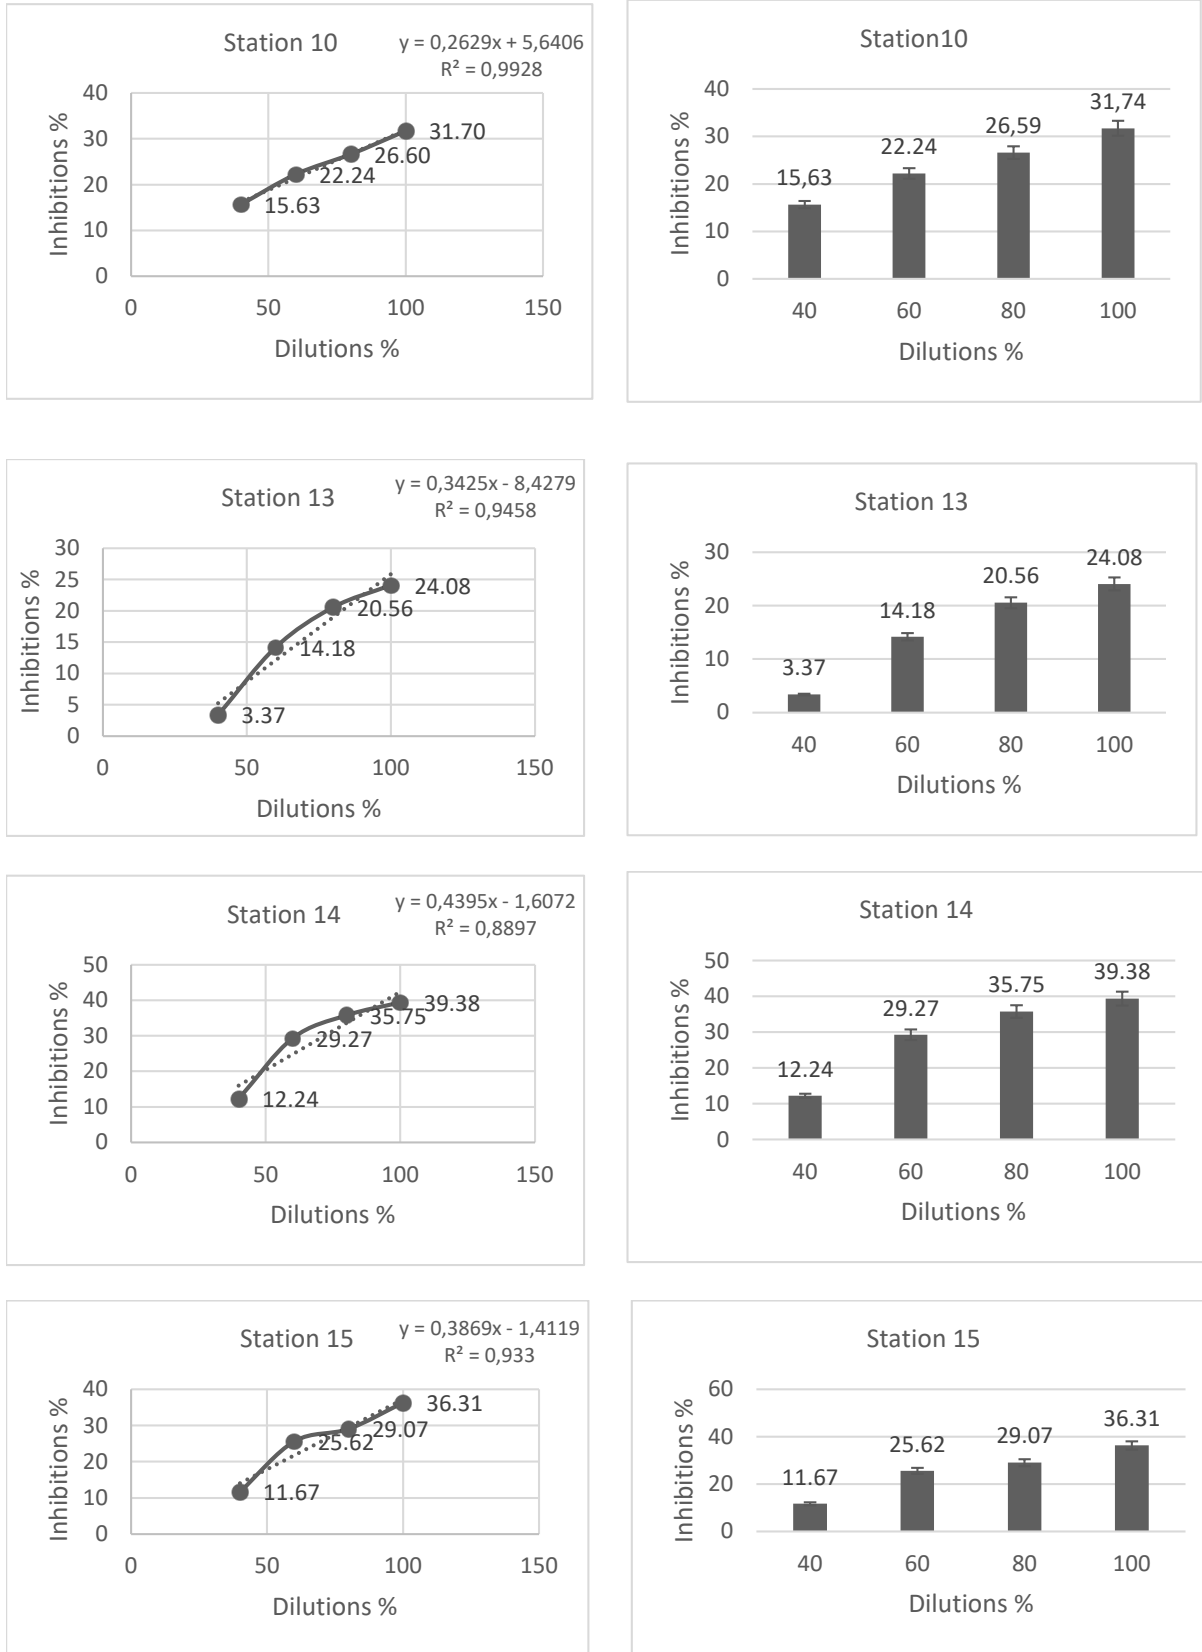 Station 10
y = 0,2629x + 5,6406
R² = 0,9928
Inhibitions %
40
30
20
10
0
15.63
22.24
26.60
31.70
0 50 100 150
Dilutions %
Station10
Inhibitions %
40
30
20
10
0
15,63
22.24
26,59
31,74
40 60 80 100
Dilutions %
Station 13
y = 0,3425x - 8,4279
R² = 0,9458
Inhibitions %
30
25
20
15
10
5
0
3.37
14.18
20.56
24.08
0 50 100 150
Dilutions %
Station 13
Inhibitions %
30
20
10
0
3.37
14.18
20.56
24.08
40 60 80 100
Dilutions %
Station 14
y = 0,4395x - 1,6072
R² = 0,8897
Inhibitions %
50
40
30
20
10
0
12.24
29.27
35.75
39.38
0 50 100 150
Dilutions %
Station 14
Inhibitions %
50
40
30
20
10
0
12.24
29.27
35.75
39.38
40 60 80 100
Dilutions %
Station 15
y = 0,3869x - 1,4119
R² = 0,933
Inhibitions %
40
30
20
10
0
11.67
25.62
29.07
36.31
0 50 100 150
Dilutions %
Station 15
Inhibitions %
60
40
20
0
11.67
25.62
29.07
36.31
40 60 80 100
Dilutions %